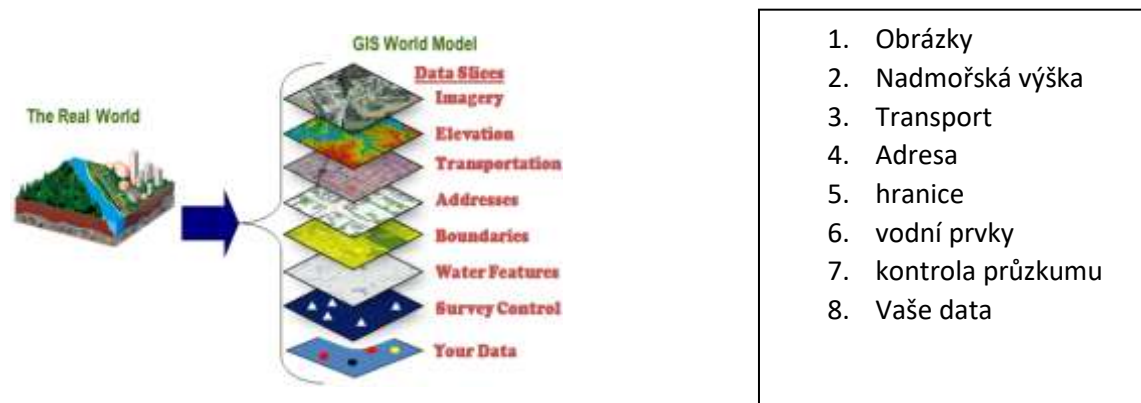 GIS World Model
Data Slices
Imagery
The Real World
Elevation
Transportation
Addresses
Boundaries
Water Features
Survey Control
Your Data
1. Obrázky
2. Nadmořská výška
3. Transport
4. Adresa
5. hranice
6. vodní prvky
7. kontrola průzkumu
8. Vaše data